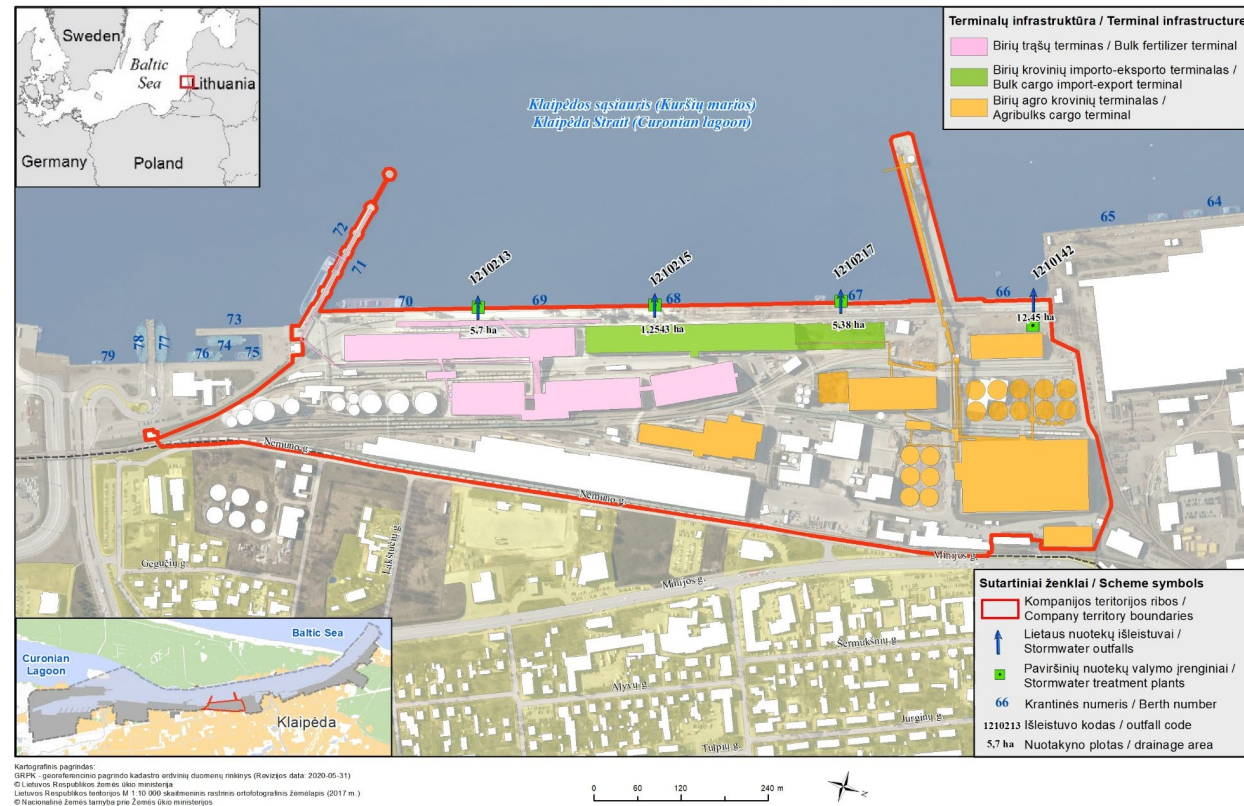 Sweden
Baltic
Sea
Lithuania
Germany
Poland
Terminalų infrastruktūra / Terminal infrastructure
Birių trąšų terminas / Bulk fertilizer terminal
Birių krovinių importo-eksporto terminalas /
Bulk cargo import-export terminal
Birių agro krovinių terminalas /
Agribulks cargo terminal
Klaipėdos sąsiauris (Kuršių marios)
Klaipėda Strait (Curonian lagoon)
64
65
72
71
1210213
1210215
1210217
1210142
70
69
68
67
66
5,7 ha
1,2543 ha
5,38 ha
12,45 ha
73
74
75
76
77
78
79
Nemuno g.
Nemuno g.
Minijos g.
Minijos g.
Gegučių g.
Lakštučių g.
Šermukšnių g.
Alyvų g.
Jurginų g.
Tulpių g.
Baltic Sea
Curonian
Lagoon
Klaipėda
Sutartiniai ženklai / Scheme symbols
Kompanijos teritorijos ribos /
Company territory boundaries
Lietaus nuotekų išleistuvai /
Stormwater outfalls
Paviršinių nuotekų valymo įrenginiai /
Stormwater treatment plants
66 Krantinės numeris / Berth number
1210213 Išleistuvo kodas / outfall code
5,7 ha Nuotakyno plotas / drainage area
Kartografinis pagrindas:
GRPK - georeferencinio pagrindo kadastro erdvinių duomenų rinkinys (Revizijos data: 2020-05-31)
© Lietuvos Respublikos žemės ūkio ministerija
Lietuvos Respublikos teritorijos M 1:10 000 skaitmeninis rastrinis ortofotografinis žemėlapis (2017 m.)
© Nacionalinė žemės tarnyba prie Žemės ūkio ministerijos
0 60 120 240 m